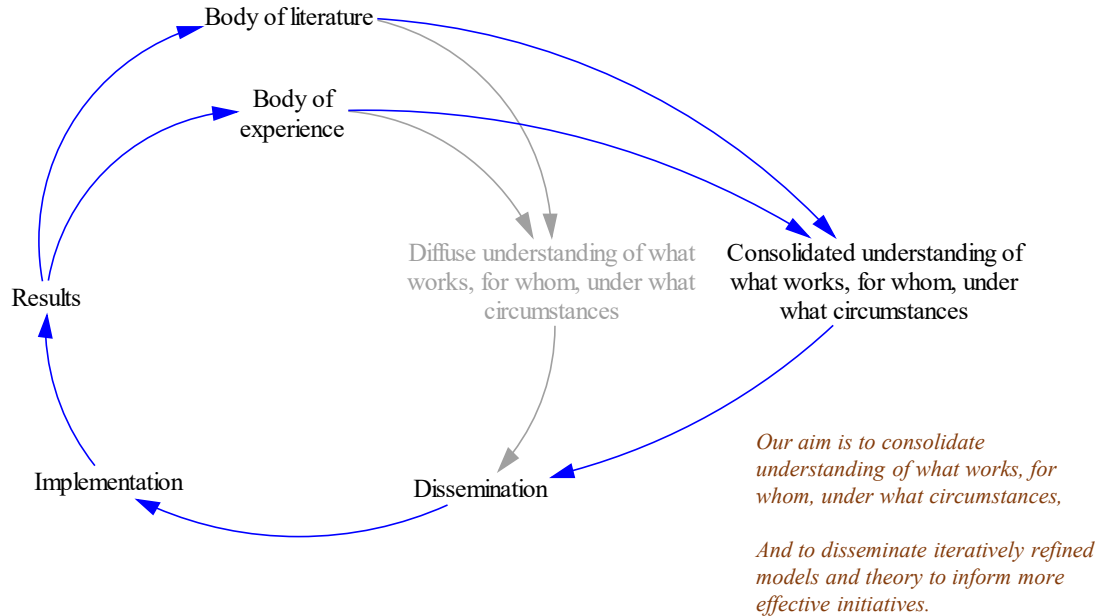 Body of literature
Body of
experience
Diffuse understanding of what
works, for whom, under what
circumstances
Consolidated understanding of
what works, for whom, under
what circumstances
Results
Implementation
Dissemination
Our aim is to consolidate
understanding of what works, for
whom, under what circumstances,
And to disseminate iteratively refined
models and theory to inform more
effective initiatives.